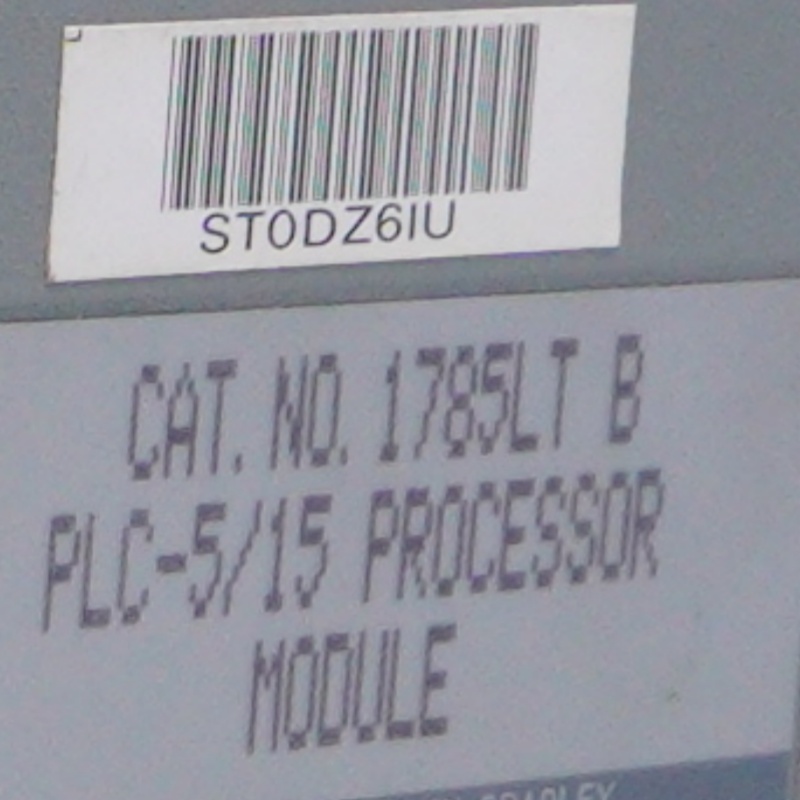 ST0DZ6IU
CAT. NO. 1785LT B
PLC-5/15 PROCESSOR
MODULE